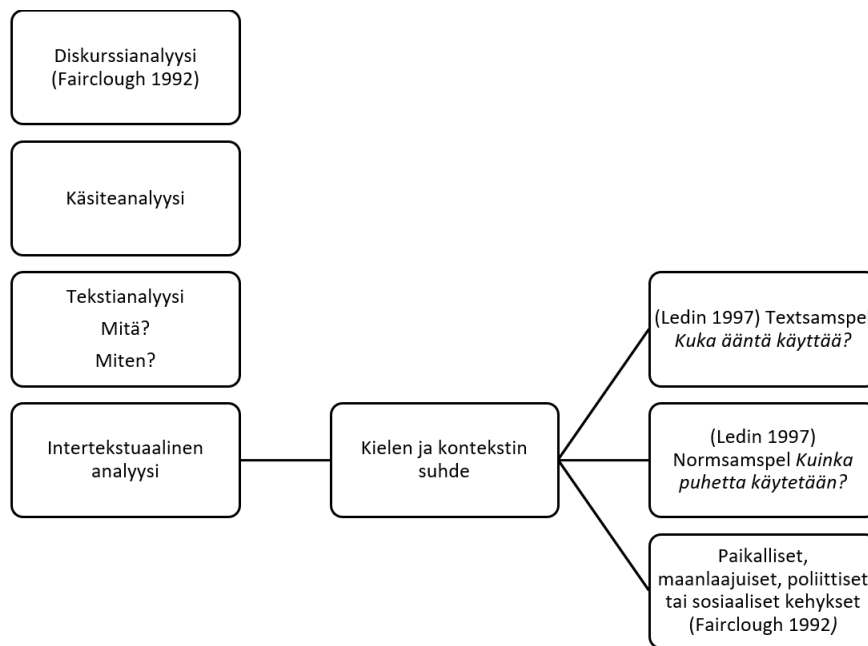 Diskurssianalyysi
(Fairclough 1992)
Käsiteanalyysi
Tekstianalyysi
Mitä?
Miten?
Intertekstuaalinen
analyysi
Kielen ja kontekstin
suhde
(Ledin 1997) Textsamspel
Kuka ääntä käyttää?
(Ledin 1997)
Normsamspel Kuinka
puhetta käytetään?
Paikalliset,
maanlaajuiset, poliittiset
tai sosiaaliset kehykset
(Fairclough 1992)